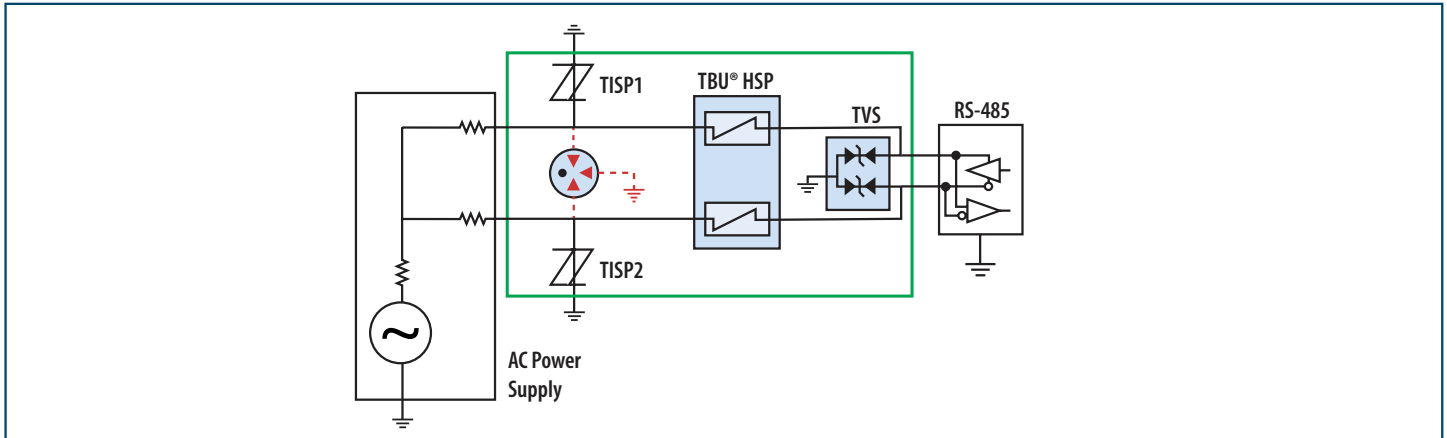 TISP1
TBU® HSP
TVS
RS-485
TISP2
AC Power
Supply